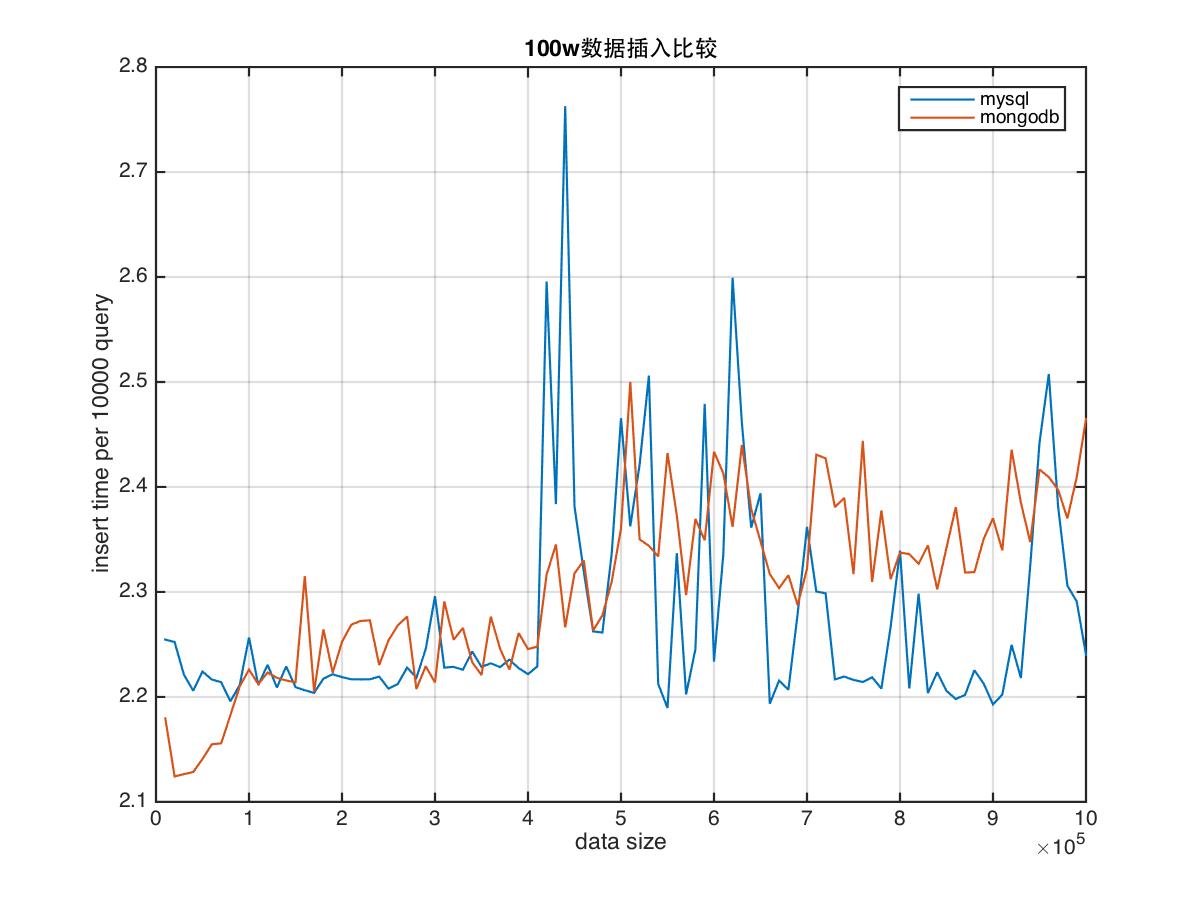 100w数据插入比较
mysql
mongodb
2.8
2.7
2.6
2.5
2.4
2.3
2.2
2.1
insert time per 10000 query
0 1 2 3 4 5 6 7 8 9 10
data size
×10⁵